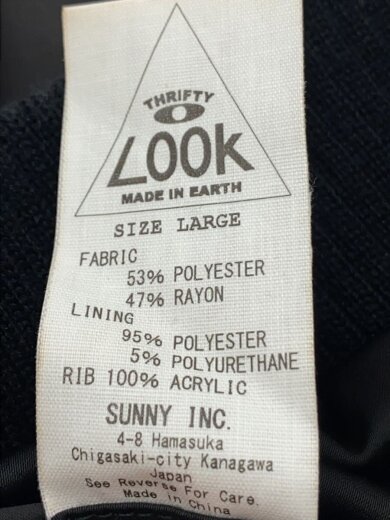 THRIFTY
LOOK
MADE IN EARTH
SIZE LARGE
FABRIC
53% POLYESTER
47% RAYON
LINING
95% POLYESTER
5% POLYURETHANE
RIB 100% ACRYLIC
SUNNY INC.
4-8 Hamasuka
Chigasaki-city Kanagawa
Japan
See Reverse For Care.
Made in China